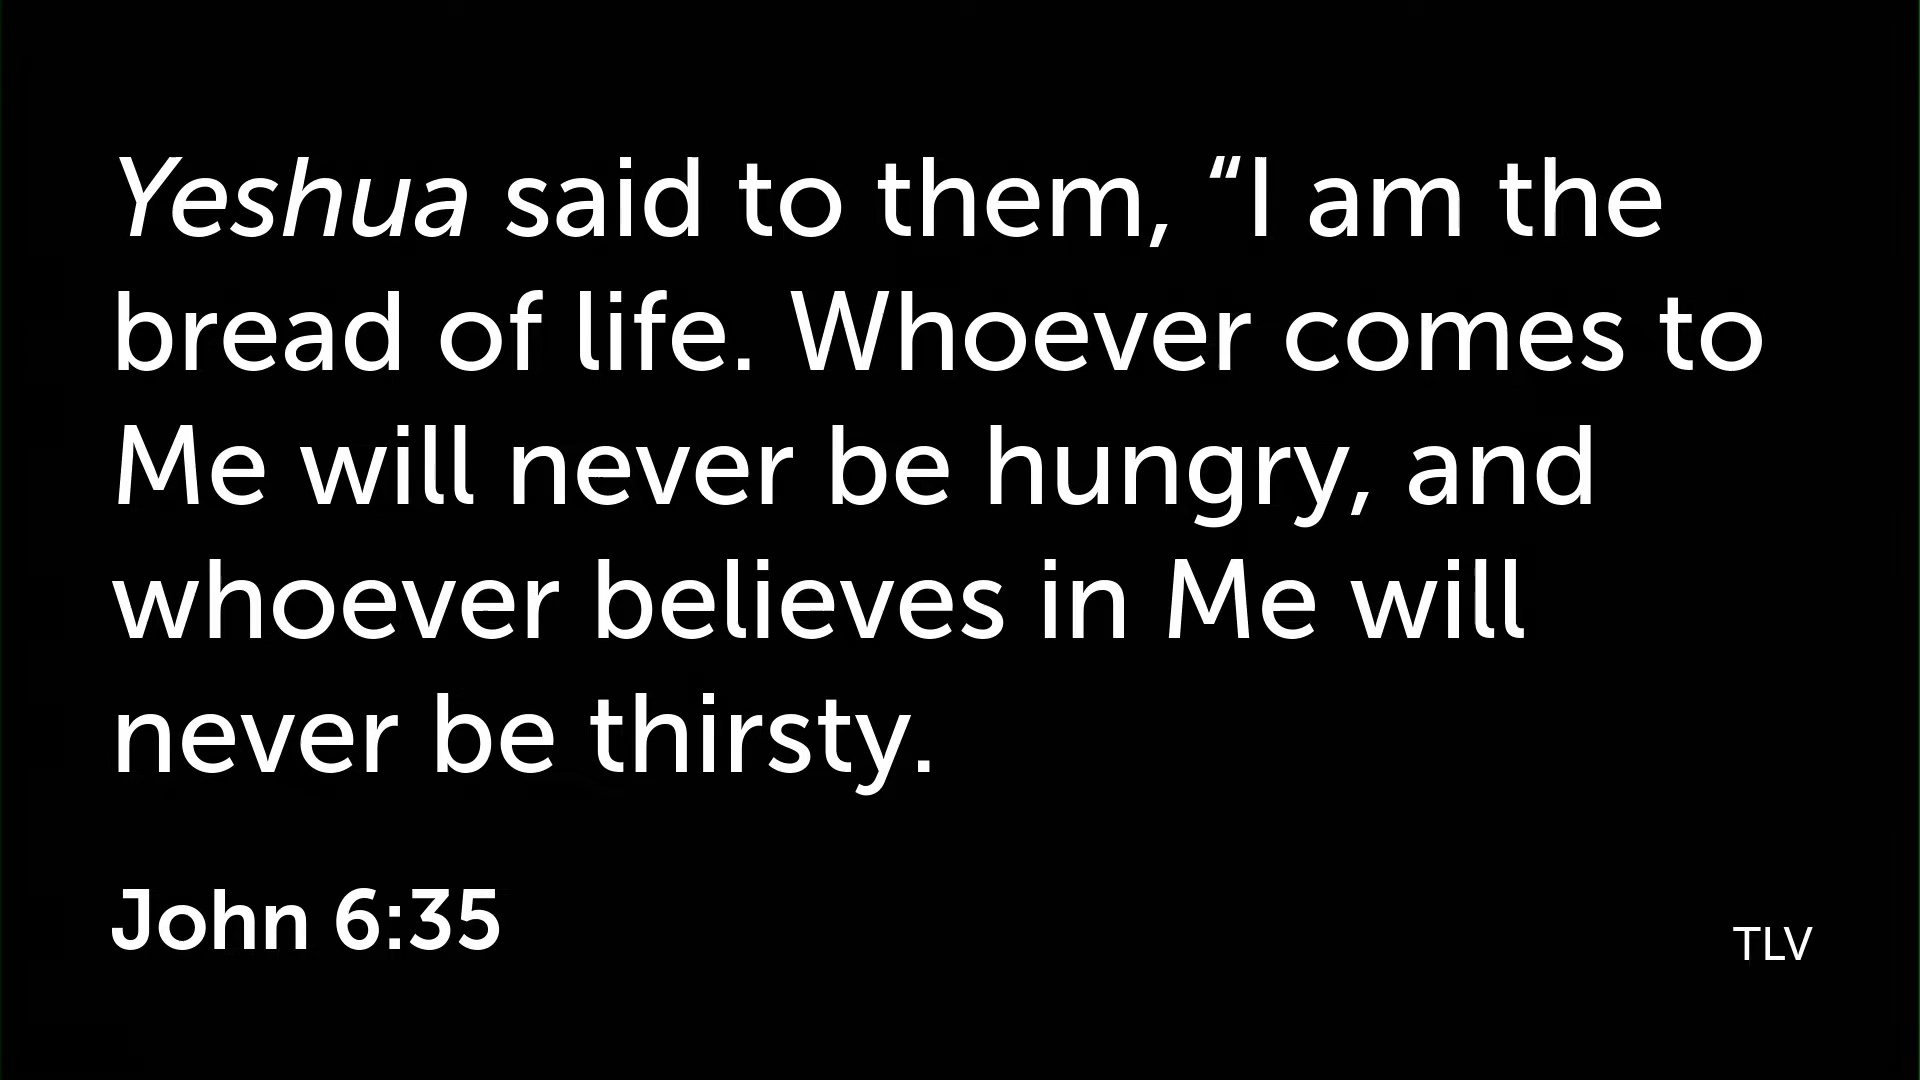 Yeshua said to them, “I am the
bread of life. Whoever comes to
Me will never be hungry, and
whoever believes in Me will
never be thirsty.
John 6:35
TLV